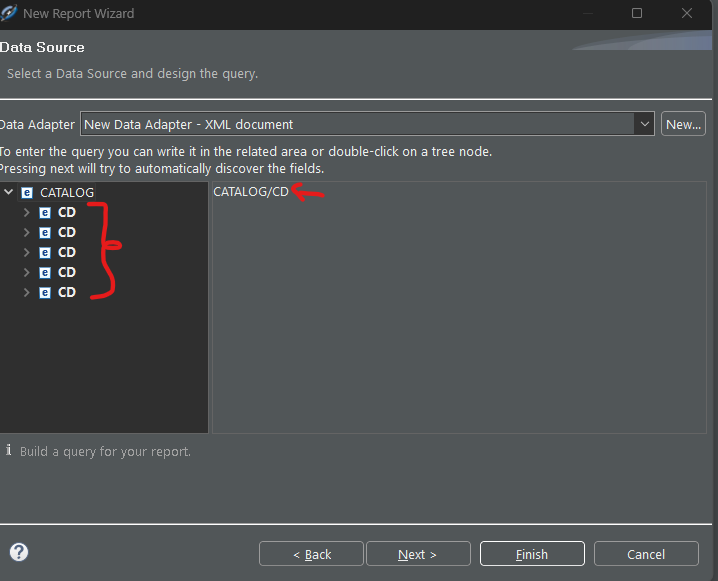 New Report Wizard
Data Source
Select a Data Source and design the query.
Data Adapter New Data Adapter - XML document New...
To enter the query you can write it in the related area or double-click on a tree node.
Pressing next will try to automatically discover the fields.
e CATALOG CATALOG/CD
e CD
e CD
e CD
e CD
e CD
i Build a query for your report.
? < Back Next > Finish Cancel